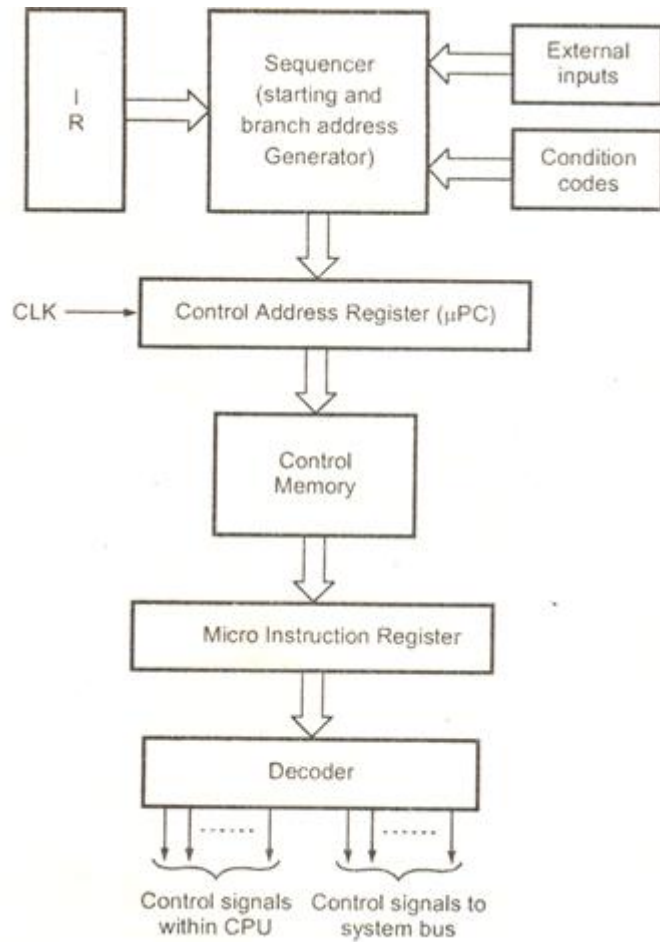 I
R
Sequencer
(starting and
branch address
Generator)
External
inputs
Condition
codes
CLK
Control Address Register (μPC)
Control
Memory
Micro Instruction Register
Decoder
Control signals
within CPU
Control signals to
system bus